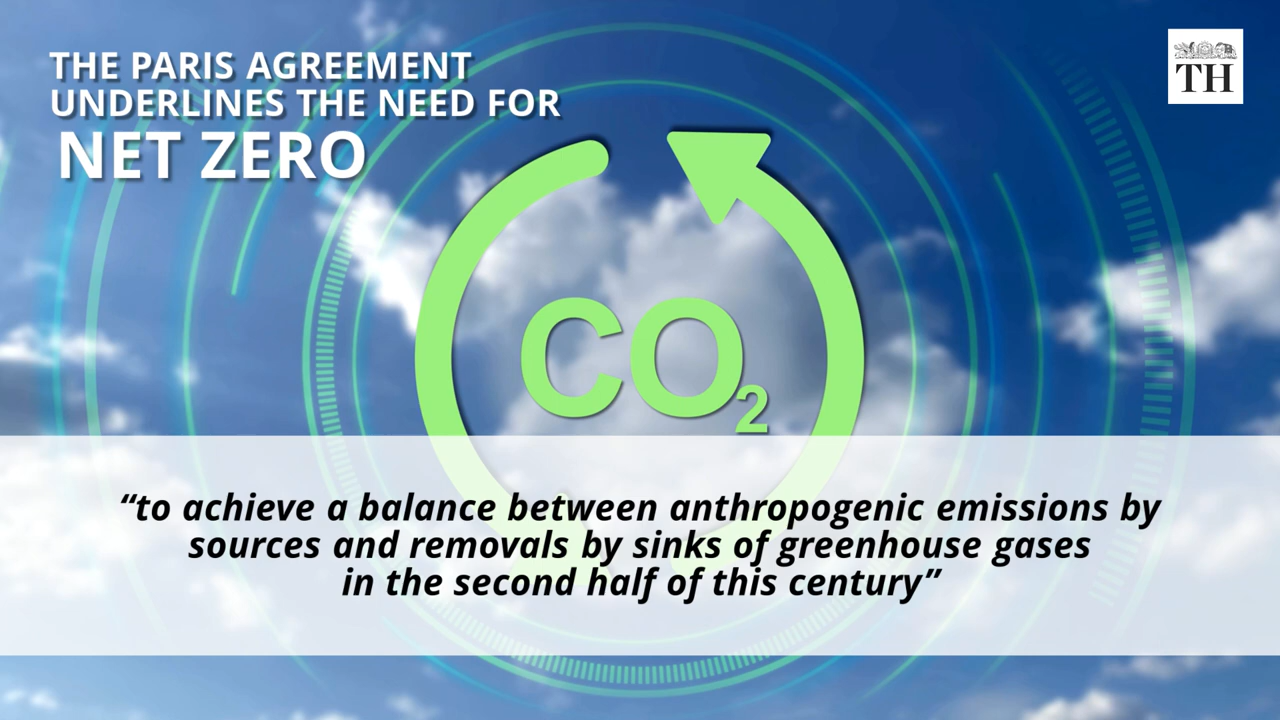 THE PARIS AGREEMENT
UNDERLINES THE NEED FOR
NET ZERO
TH
CO₂
“to achieve a balance between anthropogenic emissions by
sources and removals by sinks of greenhouse gases
in the second half of this century”